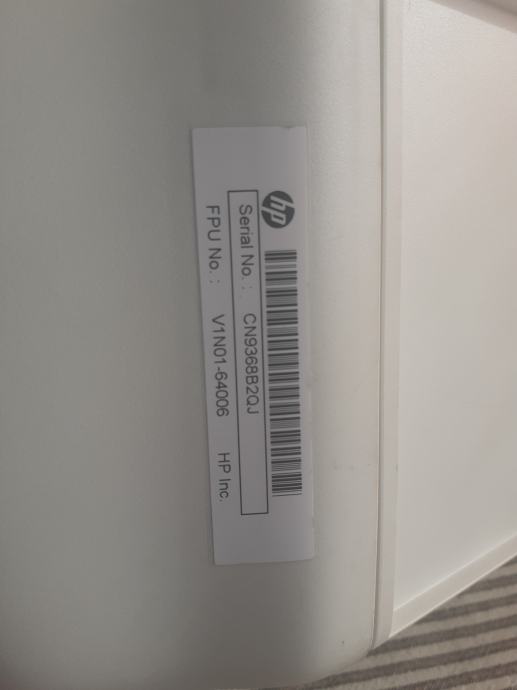 hp
Serial No. : CN9368B2QJ
FPU No. : V1N01-64006 HP Inc.